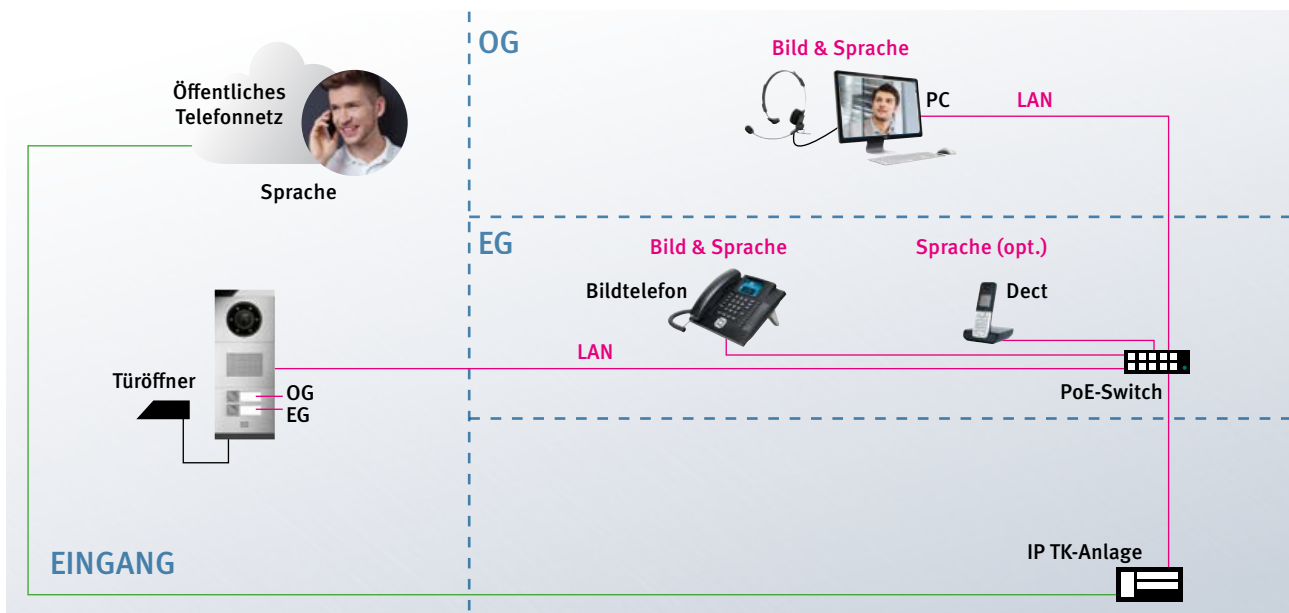 Öffentliches
Telefonnetz
Sprache
OG
Bild & Sprache
PC
LAN
EG
Bild & Sprache
Bildtelefon
Sprache (opt.)
Dect
LAN
PoE-Switch
Türöffner
OG
EG
EINGANG
IP TK-Anlage